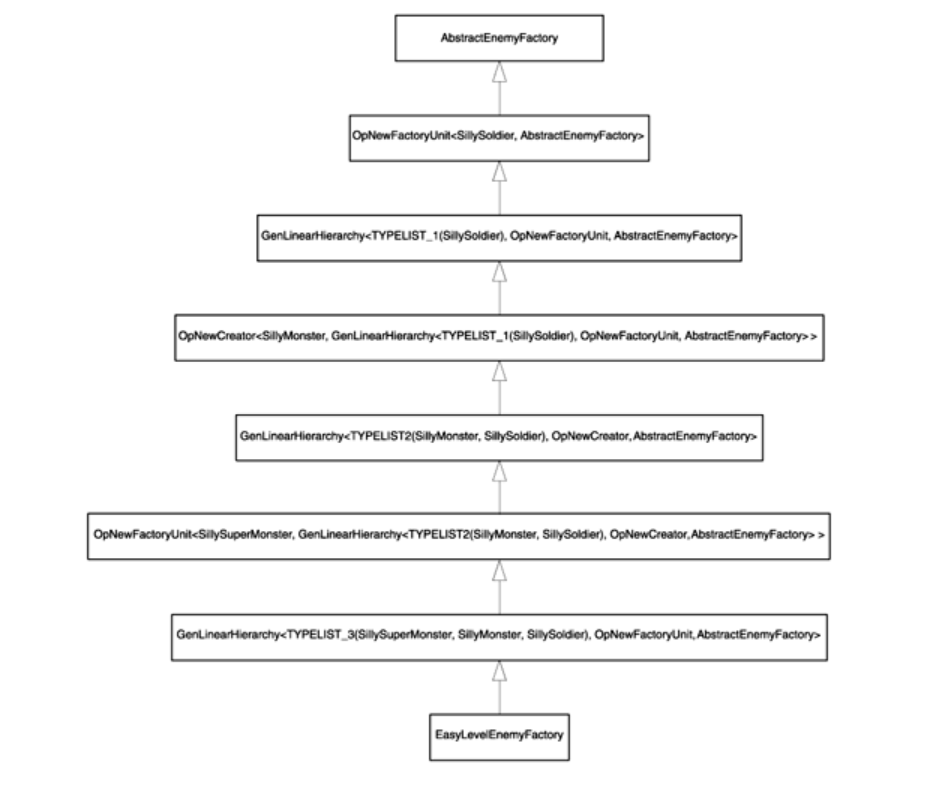 AbstractEnemyFactory
OpNewFactoryUnit<SillySoldier, AbstractEnemyFactory>
GenLinearHierarchy<TYPELIST_1(SillySoldier), OpNewFactoryUnit, AbstractEnemyFactory>
OpNewCreator<SillyMonster, GenLinearHierarchy<TYPELIST_1(SillySoldier), OpNewFactoryUnit, AbstractEnemyFactory> >
GenLinearHierarchy<TYPELIST2(SillyMonster, SillySoldier), OpNewCreator,AbstractEnemyFactory>
OpNewFactoryUnit<SillySuperMonster, GenLinearHierarchy<TYPELIST2(SillyMonster, SillySoldier), OpNewCreator,AbstractEnemyFactory> >
GenLinearHierarchy<TYPELIST_3(SillySuperMonster, SillyMonster, SillySoldier), OpNewFactoryUnit,AbstractEnemyFactory>
EasyLevelEnemyFactory